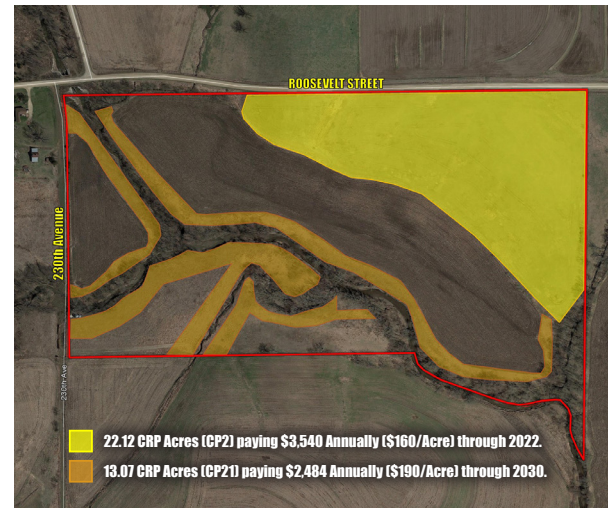 ROOSEVELT STREET
230th Avenue
230th Ave
22.12 CRP Acres (CP2) paying $3,540 Annually ($160/Acre) through 2022.
13.07 CRP Acres (CP21) paying $2,484 Annually ($190/Acre) through 2030.